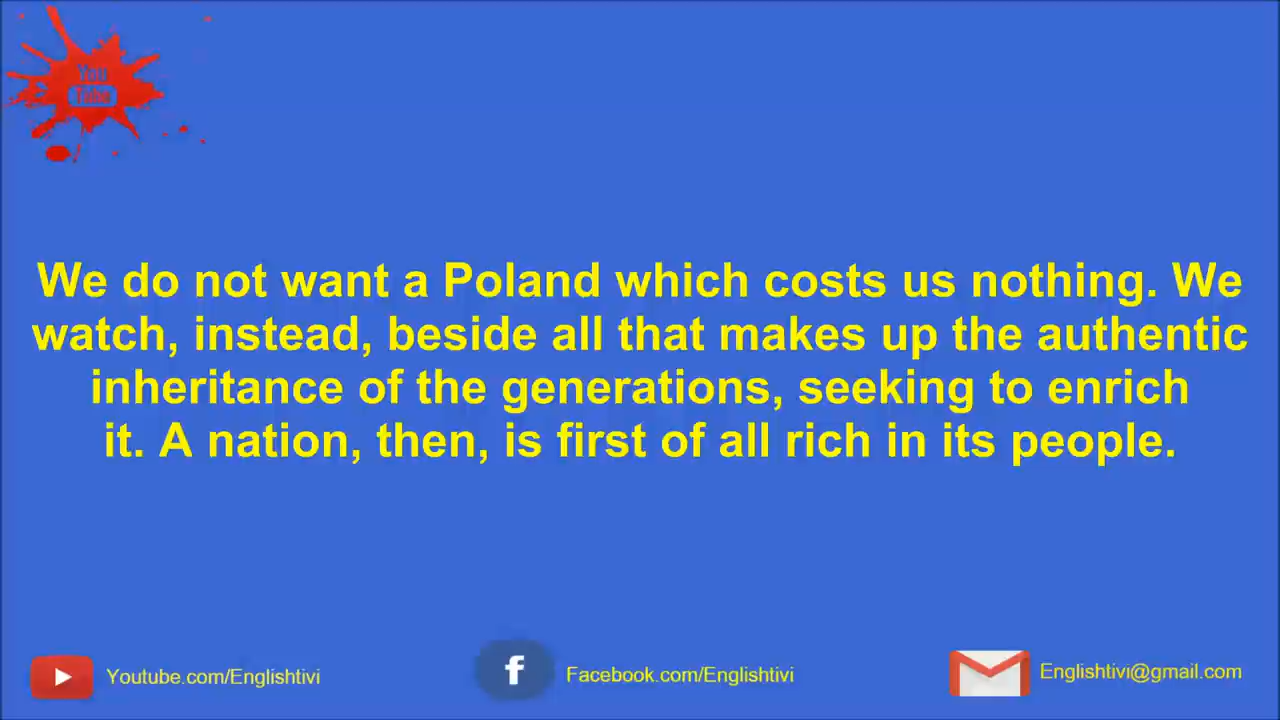 You
Tube
We do not want a Poland which costs us nothing. We
watch, instead, beside all that makes up the authentic
inheritance of the generations, seeking to enrich
it. A nation, then, is first of all rich in its people.
Youtube.com/Englishtivi
f
Facebook.com/Englishtivi
Englishtivi@gmail.com